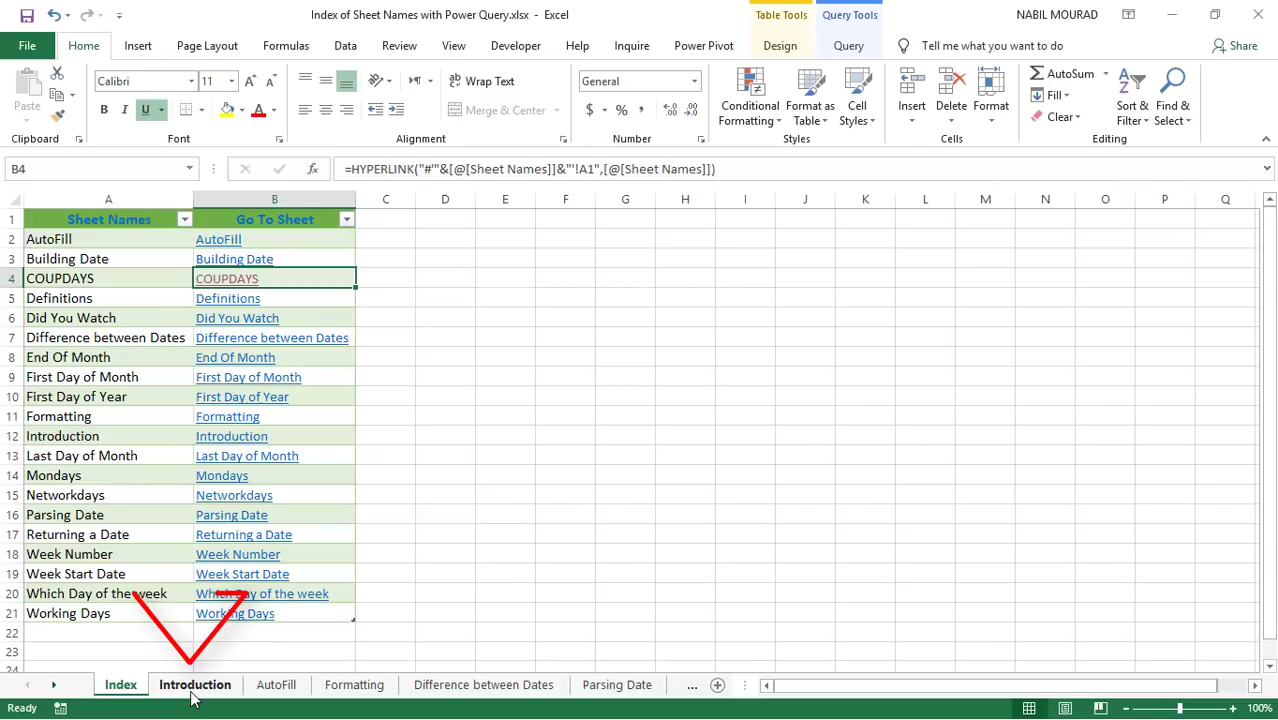 Index of Sheet Names with Power Query.xlsx - Excel
Table Tools
Query Tools
NABIL MOURAD
File Home Insert Page Layout Formulas Data Review View Developer Help Inquire Power Pivot Design Query Tell me what you want to do Share
Paste
Calibri 11
B I U A
Wrap Text
Merge & Center
General
$ % ,
Conditional Formatting
Format as Table
Cell Styles
Insert
Delete
Format
AutoSum
Fill
Clear
Sort & Filter
Find & Select
Clipboard Font Alignment Number Styles Cells Editing
B4 fx =HYPERLINK("#'"&[@[Sheet Names]]&"'!A1",[@[Sheet Names]])
A B C D E F G H I J K L M N O P Q
1 Sheet Names Go To Sheet
2 AutoFill AutoFill
3 Building Date Building Date
4 COUPDAYS COUPDAYS
5 Definitions Definitions
6 Did You Watch Did You Watch
7 Difference between Dates Difference between Dates
8 End Of Month End Of Month
9 First Day of Month First Day of Month
10 First Day of Year First Day of Year
11 Formatting Formatting
12 Introduction Introduction
13 Last Day of Month Last Day of Month
14 Mondays Mondays
15 Networkdays Networkdays
16 Parsing Date Parsing Date
17 Returning a Date Returning a Date
18 Week Number Week Number
19 Week Start Date Week Start Date
20 Which Day of the week Which Day of the week
21 Working Days Working Days
22
23
24
Index Introduction AutoFill Formatting Difference between Dates Parsing Date ...
Ready 100%